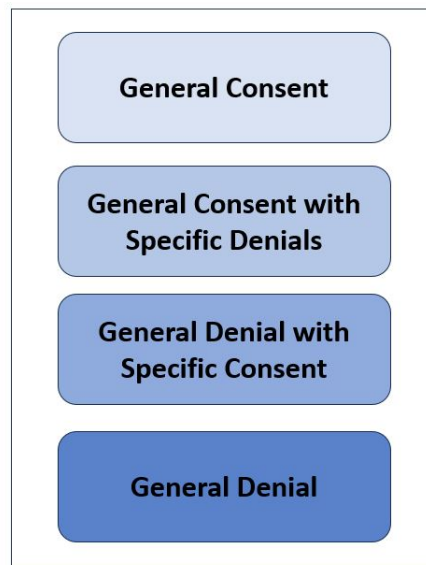 General Consent
General Consent with
Specific Denials
General Denial with
Specific Consent
General Denial